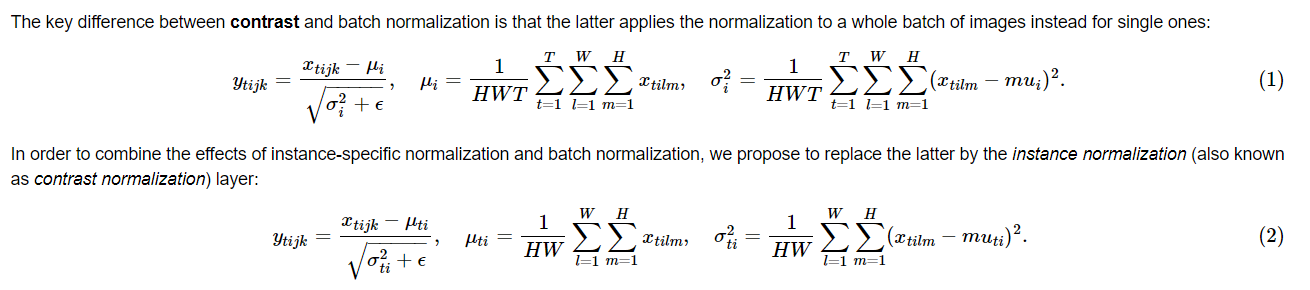 The key difference between contrast and batch normalization is that the latter applies the normalization to a whole batch of images instead for single ones:
y_{tijk} = \frac{x_{tijk} - \mu_i}{\sqrt{\sigma_i^2 + \epsilon}}, \mu_i = \frac{1}{HWT} \sum_{t=1}^{T} \sum_{l=1}^{W} \sum_{m=1}^{H} x_{tilm}, \sigma_i^2 = \frac{1}{HWT} \sum_{t=1}^{T} \sum_{l=1}^{W} \sum_{m=1}^{H} (x_{tilm} - mu_i)^2. (1)
In order to combine the effects of instance-specific normalization and batch normalization, we propose to replace the latter by the instance normalization (also known
as contrast normalization) layer:
y_{tijk} = \frac{x_{tijk} - \mu_{ti}}{\sqrt{\sigma_{ti}^2 + \epsilon}}, \mu_{ti} = \frac{1}{HW} \sum_{l=1}^{W} \sum_{m=1}^{H} x_{tilm}, \sigma_{ti}^2 = \frac{1}{HW} \sum_{l=1}^{W} \sum_{m=1}^{H} (x_{tilm} - mu_{ti})^2. (2)